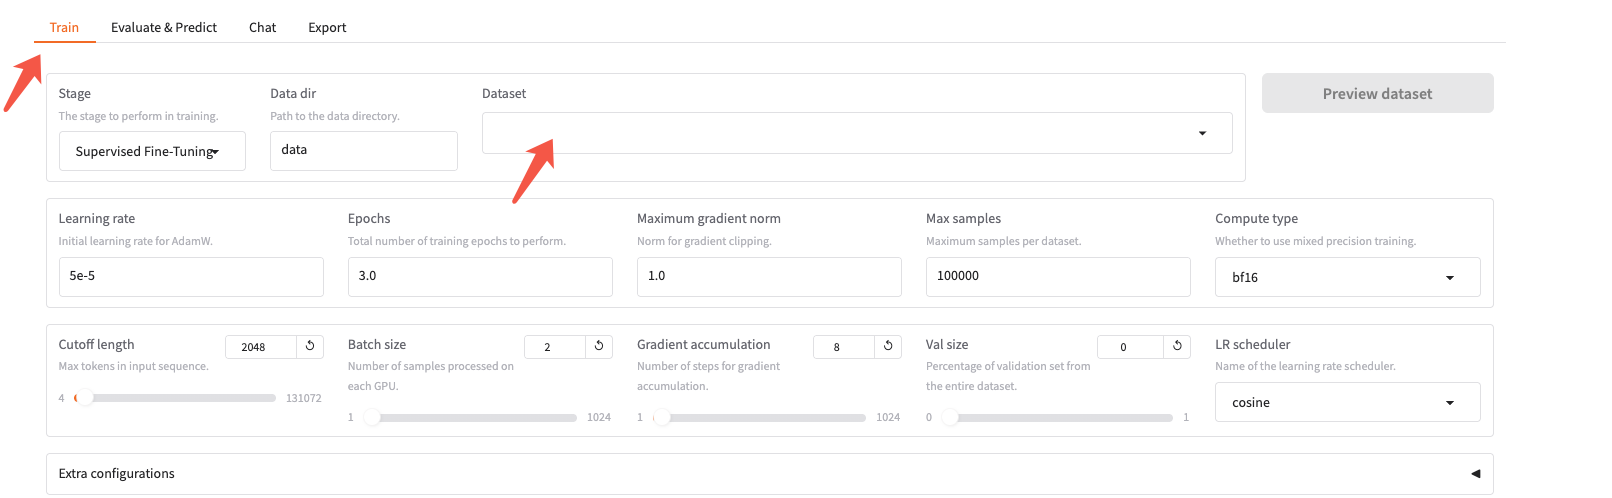 Train Evaluate & Predict Chat Export
Stage Data dir Dataset
The stage to perform in training. Path to the data directory.
Supervised Fine-Tuning data
Preview dataset
Learning rate Epochs Maximum gradient norm Max samples Compute type
Initial learning rate for AdamW. Total number of training epochs to perform. Norm for gradient clipping. Maximum samples per dataset. Whether to use mixed precision training.
5e-5 3.0 1.0 100000 bf16
Cutoff length 2048 Batch size 2 Gradient accumulation 8 Val size 0 LR scheduler
Max tokens in input sequence. Number of samples processed on Number of steps for gradient Percentage of validation set from Name of the learning rate scheduler.
each GPU. accumulation. the entire dataset.
4 131072 1 1024 1 1024 0 1 cosine
Extra configurations